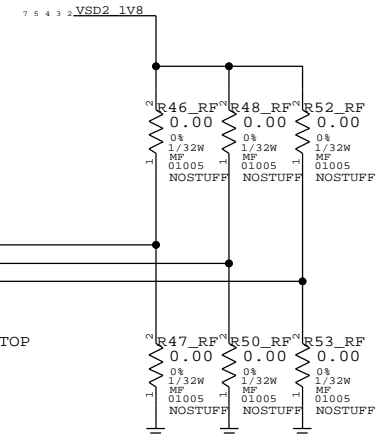 7 5 4 3 2 VSD2_1V8
2 R46_RF 2 R48_RF 2 R52_RF
0.00 0.00 0.00
0% 0% 0%
1/32W 1/32W 1/32W
1 MF 1 MF 1 MF
01005 01005 01005
NOSTUFF NOSTUFF NOSTUFF
TOP
2 R47_RF 2 R50_RF 2 R53_RF
0.00 0.00 0.00
0% 0% 0%
1/32W 1/32W 1/32W
1 MF 1 MF 1 MF
01005 01005 01005
NOSTUFF NOSTUFF NOSTUFF